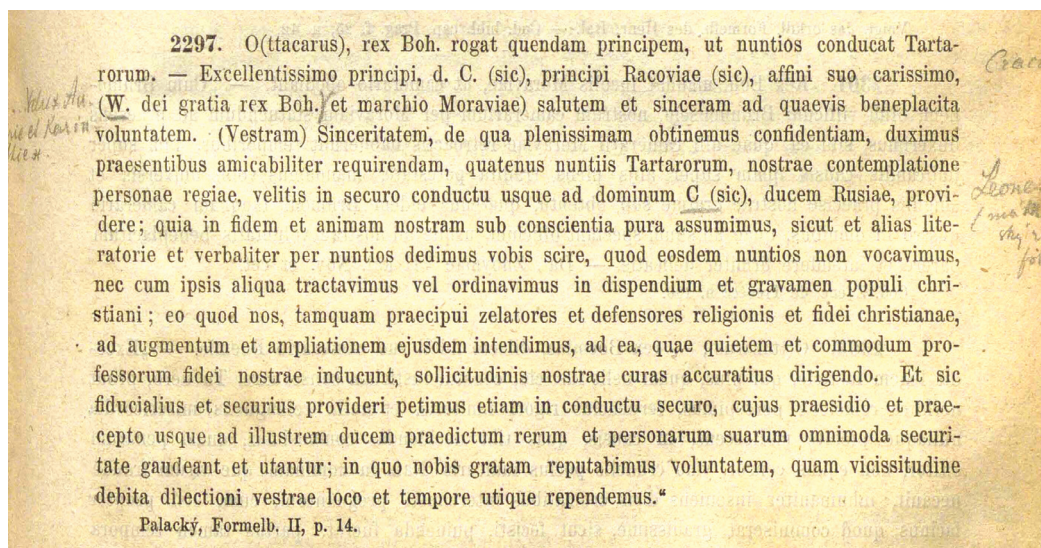 2297. O(ttacarus), rex Boh. rogat quendam principem, ut nuntios conducat Tarta-
rorum. — Excellentissimo principi, d. C. (sic), principi Racoviae (sic), affini suo carissimo,
(W. dei gratia rex Boh. et marchio Moraviae) salutem et sinceram ad quaevis beneplacita
voluntatem. (Vestram) Sinceritatem, de qua plenissimam obtinemus confidentiam, duximus
praesentibus amicabiliter requirendam, quatenus nuntiis Tartarorum, nostrae contemplatione
personae regiae, velitis in securo conductu usque ad dominum C (sic), ducem Rusiae, provi-
dere; quia in fidem et animam nostram sub conscientia pura assumimus, sicut et alias lite-
ratorie et verbaliter per nuntios dedimus vobis scire, quod eosdem nuntios non vocavimus,
nec cum ipsis aliqua tractavimus vel ordinavimus in dispendium et gravamen populi chri-
stiani; eo quod nos, tamquam praecipui zelatores et defensores religionis et fidei christianae,
ad augmentum et ampliationem ejusdem intendimus, ad ea, quae quietem et commodum pro-
fessorum fidei nostrae inducunt, sollicitudinis nostrae curas accuratius dirigendo. Et sic
fiducialius et securius provideri petimus etiam in conductu securo, cujus praesidio et prae-
cepto usque ad illustrem ducem praedictum rerum et personarum suarum omnimoda securi-
tate gaudeant et utantur; in quo nobis gratam reputabimus voluntatem, quam vicissitudine
debita dilectioni vestrae loco et tempore utique rependemus.“
Palacký, Formelb. II, p. 14.